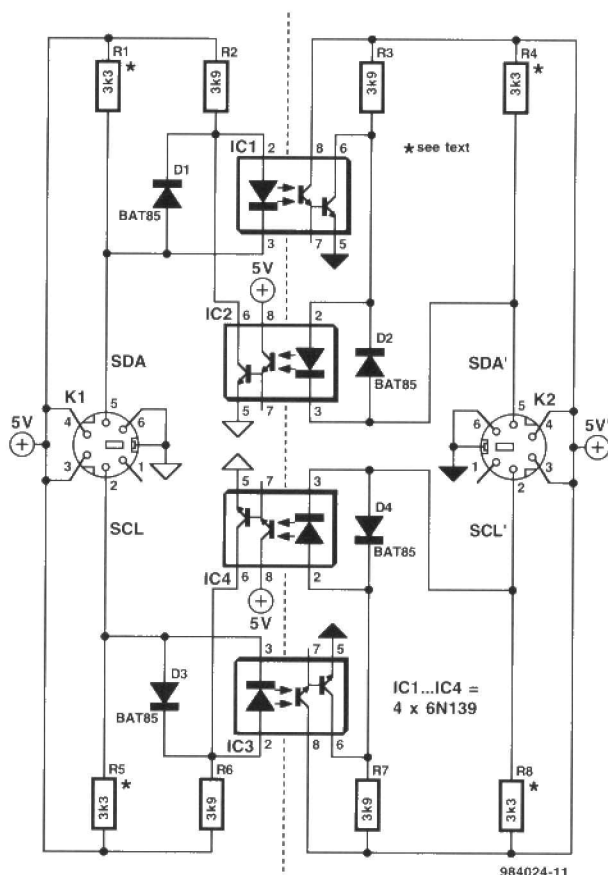 R1 R2 R3 R4
3k3 * 3k9 3k9 3k3 *
IC1 2 8 6
* see text
D1
BAT85
3 7 5
5V
IC2 6 8 2
D2
BAT85
5 7 3
SDA SDA'
K1 5 4 6 5V 3 1 2
K2 5 6 4 5V' 1 3 2
SCL SCL'
5 7 3
D4
BAT85
IC4 6 8 2
5V
3 7 5
D3
BAT85
IC3 2 8 6
IC1...IC4 =
4 x 6N139
R5 * R6 R7 R8 *
3k3 3k9 3k9 3k3
984024-11